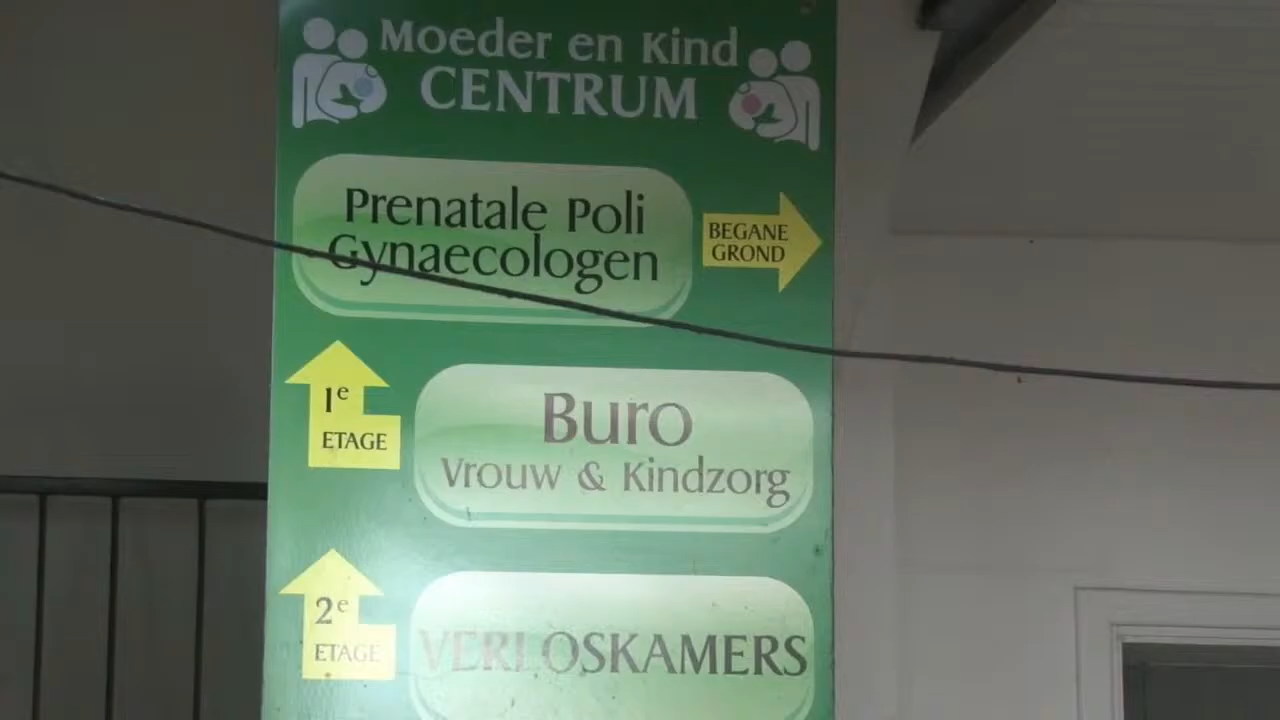 Moeder en Kind
CENTRUM
Prenatale Poli
Gynaecologen
BEGANE
GROND
1e
ETAGE
Buro
Vrouw & Kindzorg
2e
ETAGE
VERLOSKAMERS